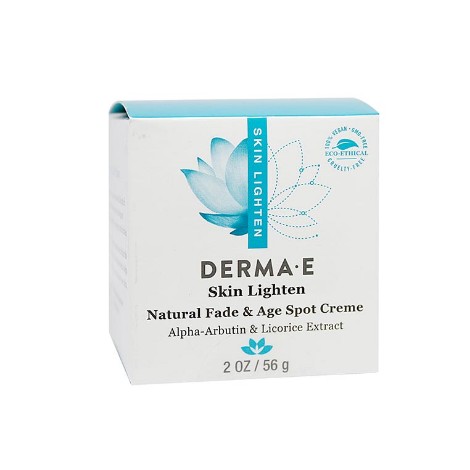 SKIN LIGHTEN
100% VEGAN • GMO-FREE
ECO-ETHICAL
CRUELTY-FREE
DERMA·E
Skin Lighten
Natural Fade & Age Spot Creme
Alpha-Arbutin & Licorice Extract
2 OZ / 56 g